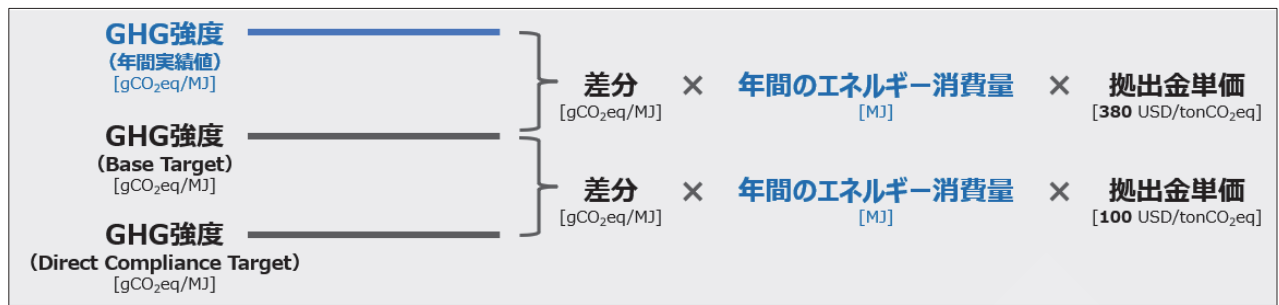 GHG強度
（年間実績値）
[gCO₂eq/MJ]
差分 × 年間のエネルギー消費量 × 拠出金単価
[gCO₂eq/MJ] [MJ] [380 USD/tonCO₂eq]
GHG強度
（Base Target）
[gCO₂eq/MJ]
差分 × 年間のエネルギー消費量 × 拠出金単価
[gCO₂eq/MJ] [MJ] [100 USD/tonCO₂eq]
GHG強度
（Direct Compliance Target）
[gCO₂eq/MJ]